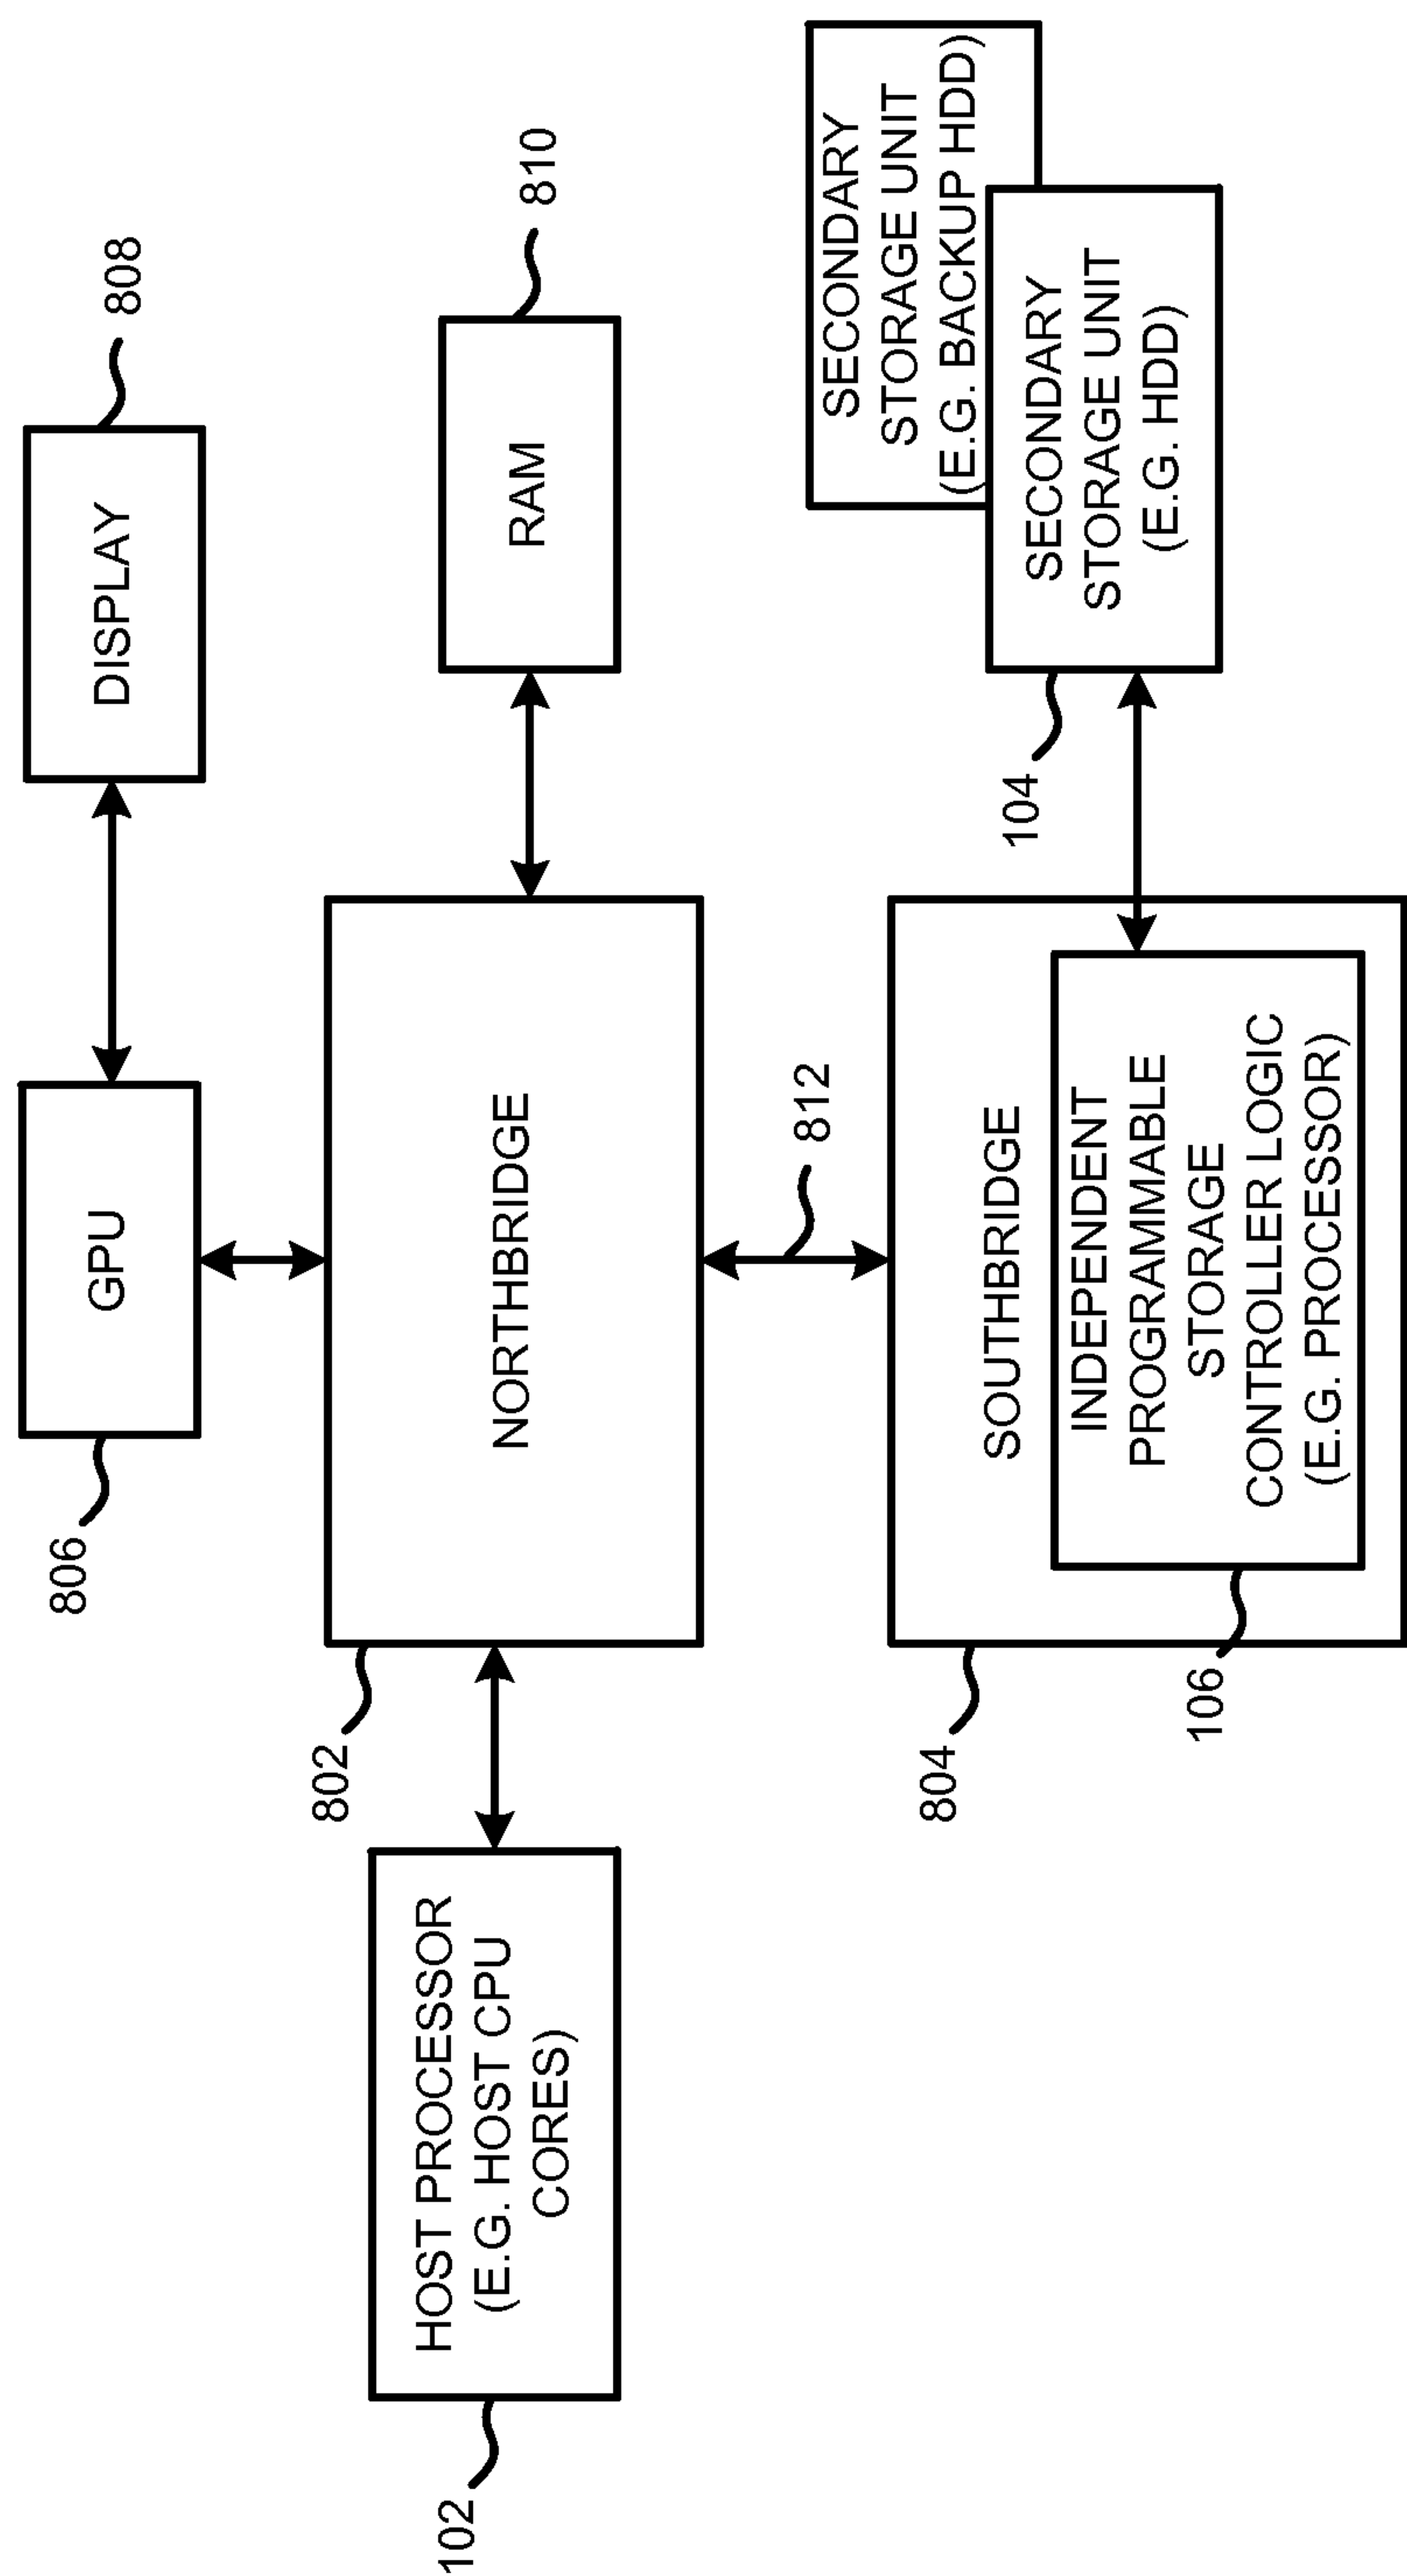 808
DISPLAY
GPU
806
810
RAM
NORTHBRIDGE
802
HOST PROCESSOR
(E.G. HOST CPU
CORES)
102
812
SECONDARY
STORAGE UNIT
(E.G. BACKUP HDD)
SECONDARY
STORAGE UNIT
(E.G. HDD)
104
SOUTHBRIDGE
INDEPENDENT
PROGRAMMABLE
STORAGE
CONTROLLER LOGIC
(E.G. PROCESSOR)
804
106